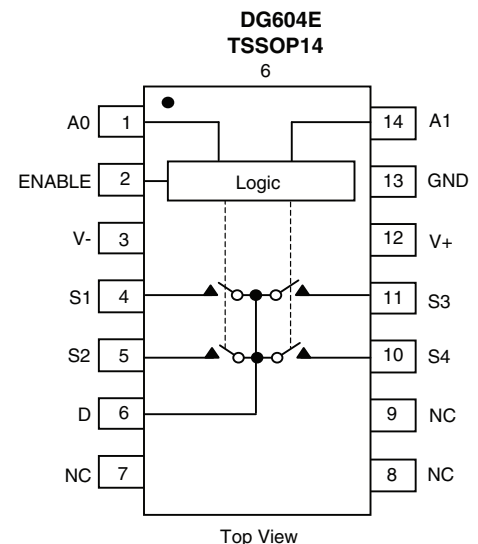 DG604E
TSSOP14
6
A0 1 14 A1
ENABLE 2 Logic 13 GND
V- 3 12 V+
S1 4 11 S3
S2 5 10 S4
D 6 9 NC
NC 7 8 NC
Top View